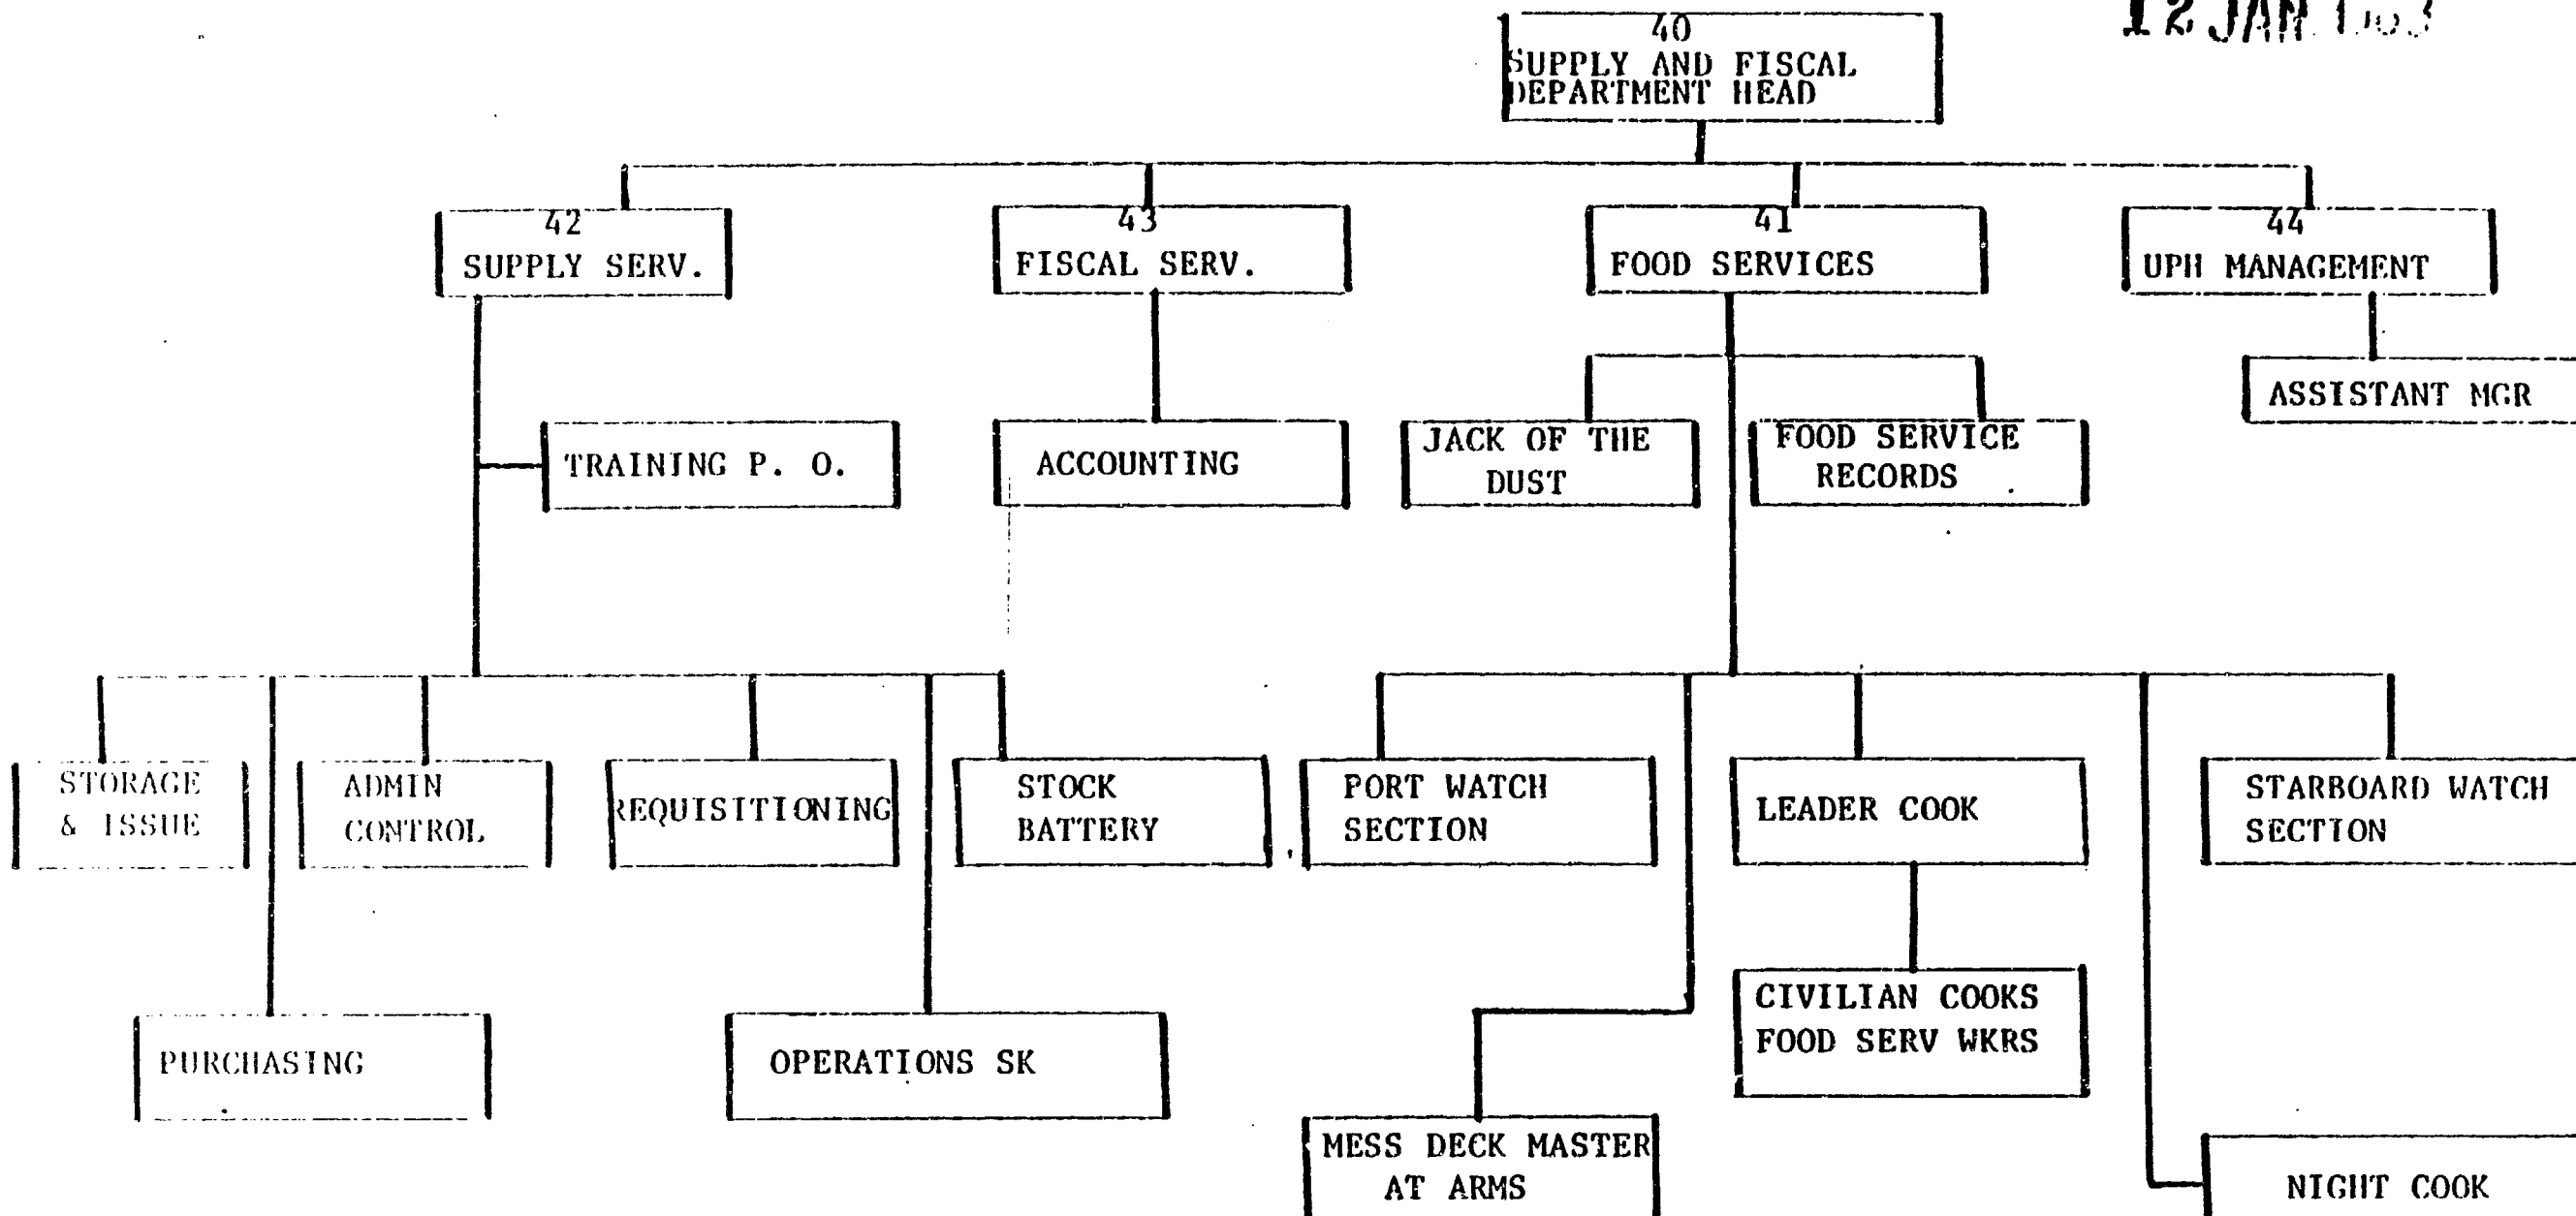 12 JAN
40
SUPPLY AND FISCAL
DEPARTMENT HEAD
42
SUPPLY SERV.
43
FISCAL SERV.
41
FOOD SERVICES
44
UPH MANAGEMENT
ASSISTANT MGR
TRAINING P. O.
ACCOUNTING
JACK OF THE
DUST
FOOD SERVICE
RECORDS
STORAGE
& ISSUE
ADMIN
CONTROL
REQUISITIONING
STOCK
BATTERY
PORT WATCH
SECTION
LEADER COOK
STARBOARD WATCH
SECTION
PURCHASING
OPERATIONS SK
CIVILIAN COOKS
FOOD SERV WKRS
MESS DECK MASTER
AT ARMS
NIGHT COOK